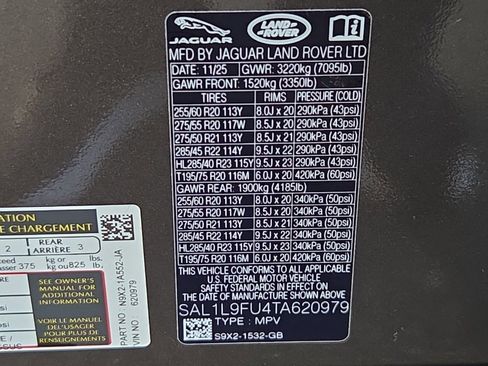 JAGUAR
LAND ROVER
MFD BY JAGUAR LAND ROVER LTD
DATE: 11/25 GVWR: 3220kg (7095lb)
GAWR FRONT: 1520kg (3350lb)
TIRES RIMS PRESSURE (COLD)
255/60 R20 113Y 8.0J x 20 290kPa (43psi)
275/55 R20 117W 8.5J x 20 290kPa (43psi)
275/50 R21 113Y 8.5J x 21 290kPa (43psi)
285/45 R22 114Y 9.5J x 22 290kPa (43psi)
HL285/40 R23 115Y 9.5J x 23 290kPa (43psi)
T195/75 R20 116M 6.0J x 20 420kPa (60psi)
GAWR REAR: 1900kg (4185lb)
255/60 R20 113Y 8.0J x 20 340kPa (50psi)
275/55 R20 117W 8.5J x 20 340kPa (50psi)
275/50 R21 113Y 8.5J x 21 340kPa (50psi)
285/45 R22 114Y 9.5J x 22 340kPa (50psi)
HL285/40 R23 115Y 9.5J x 23 340kPa (50psi)
T195/75 R20 116M 6.0J x 20 420kPa (60psi)
THIS VEHICLE CONFORMS TO ALL APPLICABLE
FEDERAL MOTOR VEHICLE SAFETY
STANDARDS IN EFFECT ON THE DATE OF
MANUFACTURE SHOWN ABOVE
SAL1L9FU4TA620979
TYPE: MPV
S9X2-1532-GB
CHARGEMENT
2 REAR ARRIÈRE 3
375 kg or kg ou 825 lbs. lb.
SEE OWNER'S
MANUAL FOR
ADDITIONAL
INFORMATION
VOIR LE MANUEL
DE L'USAGER
POUR PLUS DE
RENSEIGNEMENTS
PART NO. N9X2-1A552-JA
VIN NO. 620979